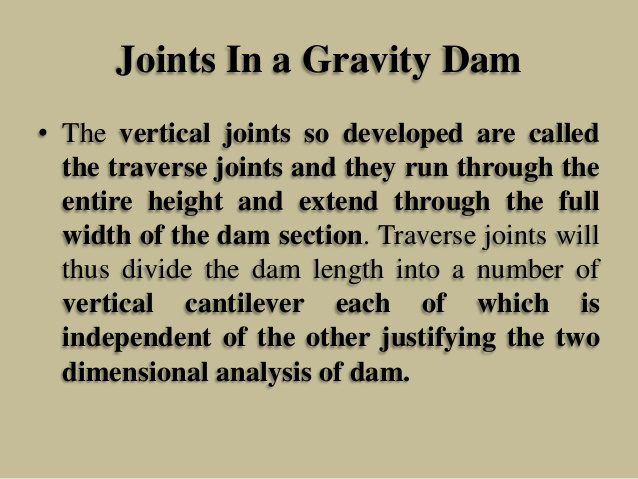 Joints In a Gravity Dam
• The vertical joints so developed are called
the traverse joints and they run through the
entire height and extend through the full
width of the dam section. Traverse joints will
thus divide the dam length into a number of
vertical cantilever each of which is
independent of the other justifying the two
dimensional analysis of dam.